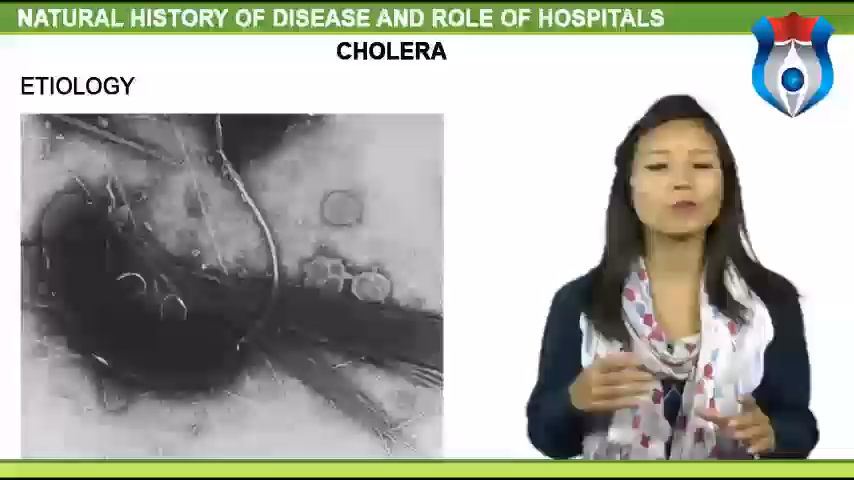 NATURAL HISTORY OF DISEASE AND ROLE OF HOSPITALS
CHOLERA
ETIOLOGY